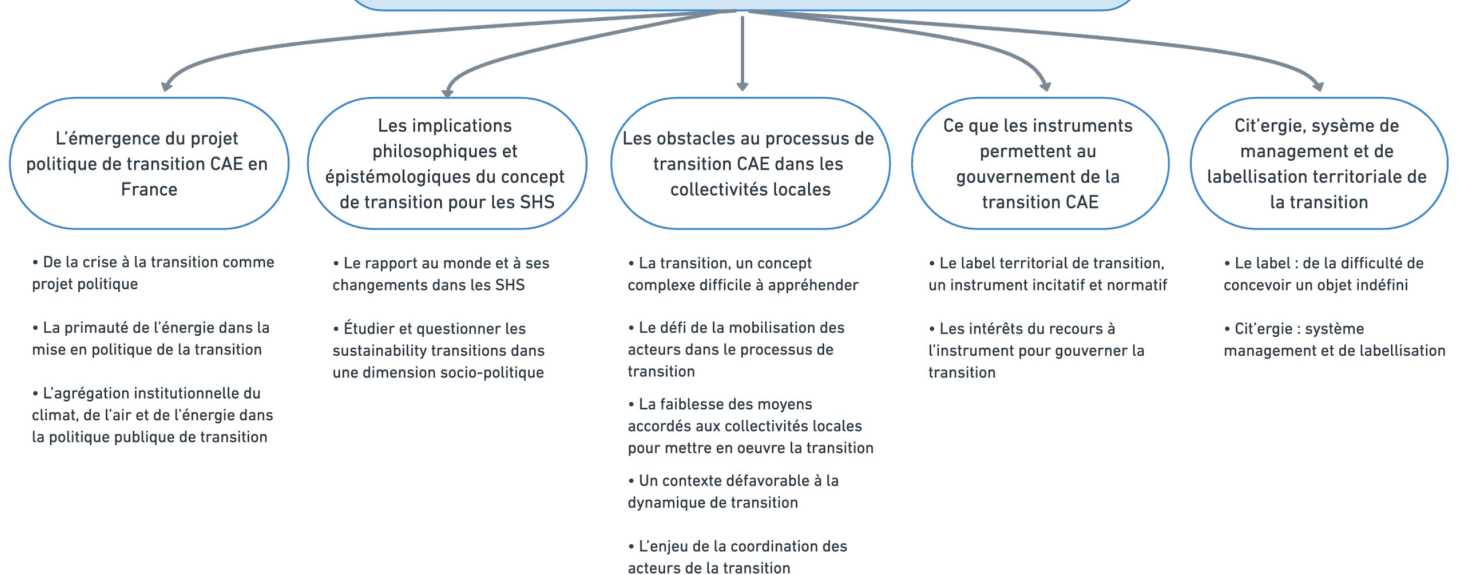 L'émergence du projet
politique de transition CAE en
France
Les implications
philosophiques et
épistémologiques du concept
de transition pour les SHS
Les obstacles au processus de
transition CAE dans les
collectivités locales
Ce que les instruments
permettent au
gouvernement de la
transition CAE
Cit'ergie, sysème de
management et de
labellisation territoriale de
la transition
• De la crise à la transition comme
projet politique
• La primauté de l'énergie dans la
mise en politique de la transition
• L'agrégation institutionnelle du
climat, de l'air et de l'énergie dans
la politique publique de transition
• Le rapport au monde et à ses
changements dans les SHS
• Étudier et questionner les
sustainability transitions dans
une dimension socio-politique
• La transition, un concept
complexe difficile à appréhender
• Le défi de la mobilisation des
acteurs dans le processus de
transition
• La faiblesse des moyens
accordés aux collectivités locales
pour mettre en oeuvre la transition
• Un contexte défavorable à la
dynamique de transition
• L'enjeu de la coordination des
acteurs de la transition
• Le label territorial de transition,
un instrument incitatif et normatif
• Les intérêts du recours à
l'instrument pour gouverner la
transition
• Le label : de la difficulté de
concevoir un objet indéfini
• Cit'ergie : système
management et de labellisation